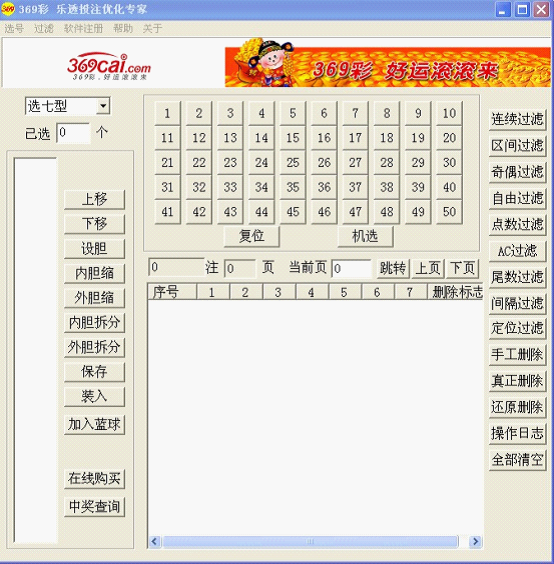 369彩 乐透投注优化专家
选号 过滤 软件注册 帮助 关于
369cai.com
369彩，好运滚滚来
369彩 好运滚滚来
选七型
已选 0 个
上移
下移
设胆
内胆缩
外胆缩
内胆拆分
外胆拆分
保存
装入
加入蓝球
在线购买
中奖查询
1 2 3 4 5 6 7 8 9 10
11 12 13 14 15 16 17 18 19 20
21 22 23 24 25 26 27 28 29 30
31 32 33 34 35 36 37 38 39 40
41 42 43 44 45 46 47 48 49 50
复位 机选
0 注 0 页 当前页 0 跳转 上页 下页
序号 1 2 3 4 5 6 7 删除标志
连续过滤
区间过滤
奇偶过滤
自由过滤
点数过滤
AC过滤
尾数过滤
间隔过滤
定位过滤
手工删除
真正删除
还原删除
操作日志
全部清空